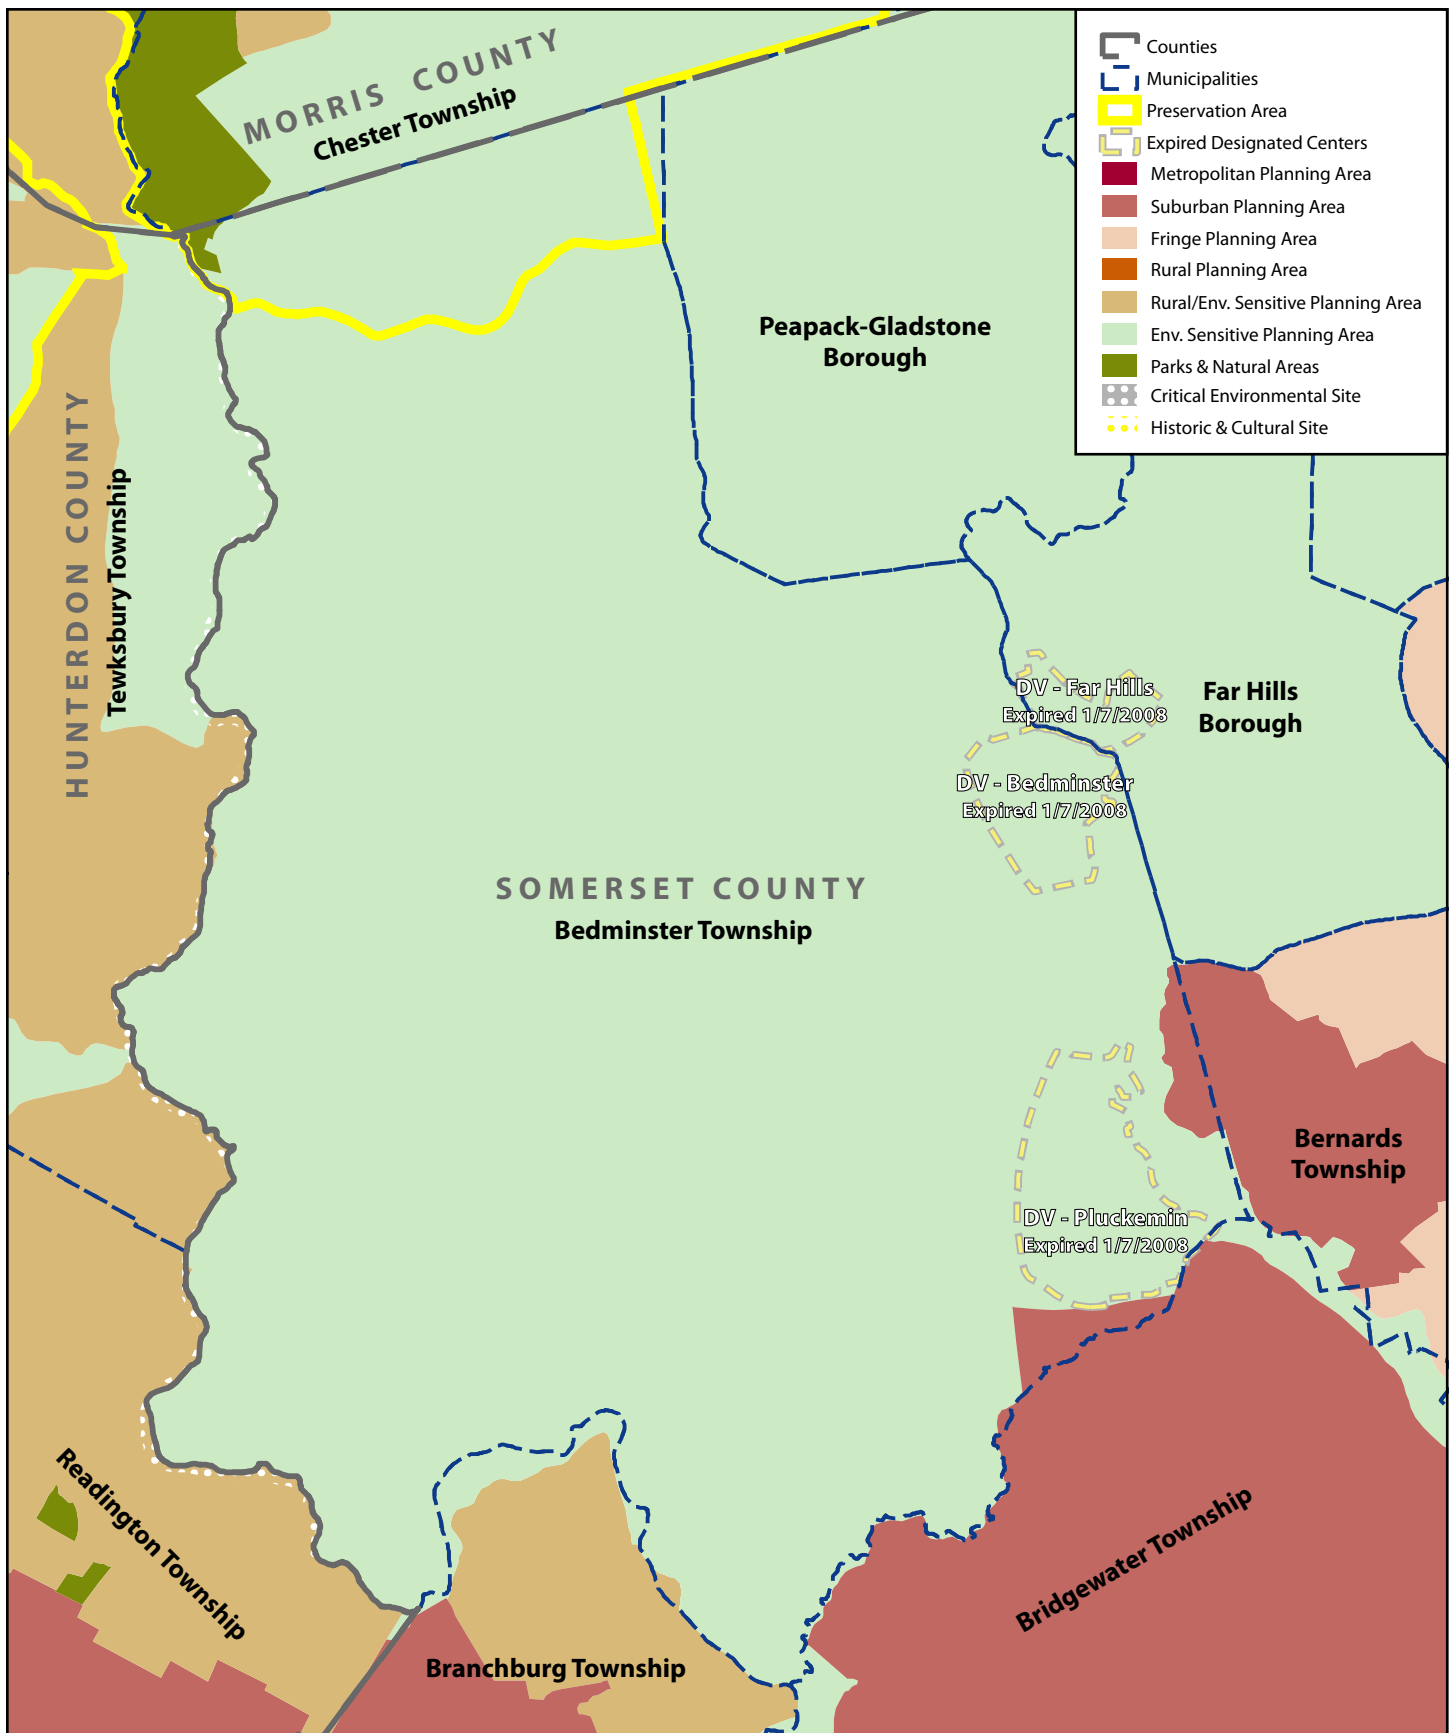 MORRIS COUNTY
Chester Township
Counties
Municipalities
Preservation Area
Expired Designated Centers
Metropolitan Planning Area
Suburban Planning Area
Fringe Planning Area
Rural Planning Area
Rural/Env. Sensitive Planning Area
Env. Sensitive Planning Area
Parks & Natural Areas
Critical Environmental Site
Historic & Cultural Site
Peapack-Gladstone
Borough
HUNTERDON COUNTY
Tewksbury Township
DV - Far Hills
Expired 1/7/2008
Far Hills
Borough
DV - Bedminster
Expired 1/7/2008
SOMERSET COUNTY
Bedminster Township
Bernards
Township
DV - Pluckemin
Expired 1/7/2008
Readington Township
Bridgewater Township
Branchburg Township